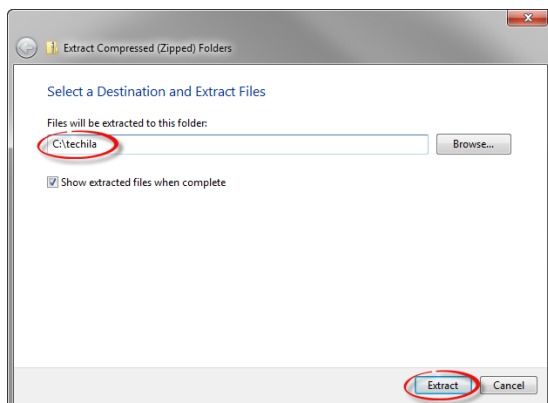 Extract Compressed (Zipped) Folders
Select a Destination and Extract Files
Files will be extracted to this folder:
C:\techila
Browse...
Show extracted files when complete
Extract
Cancel